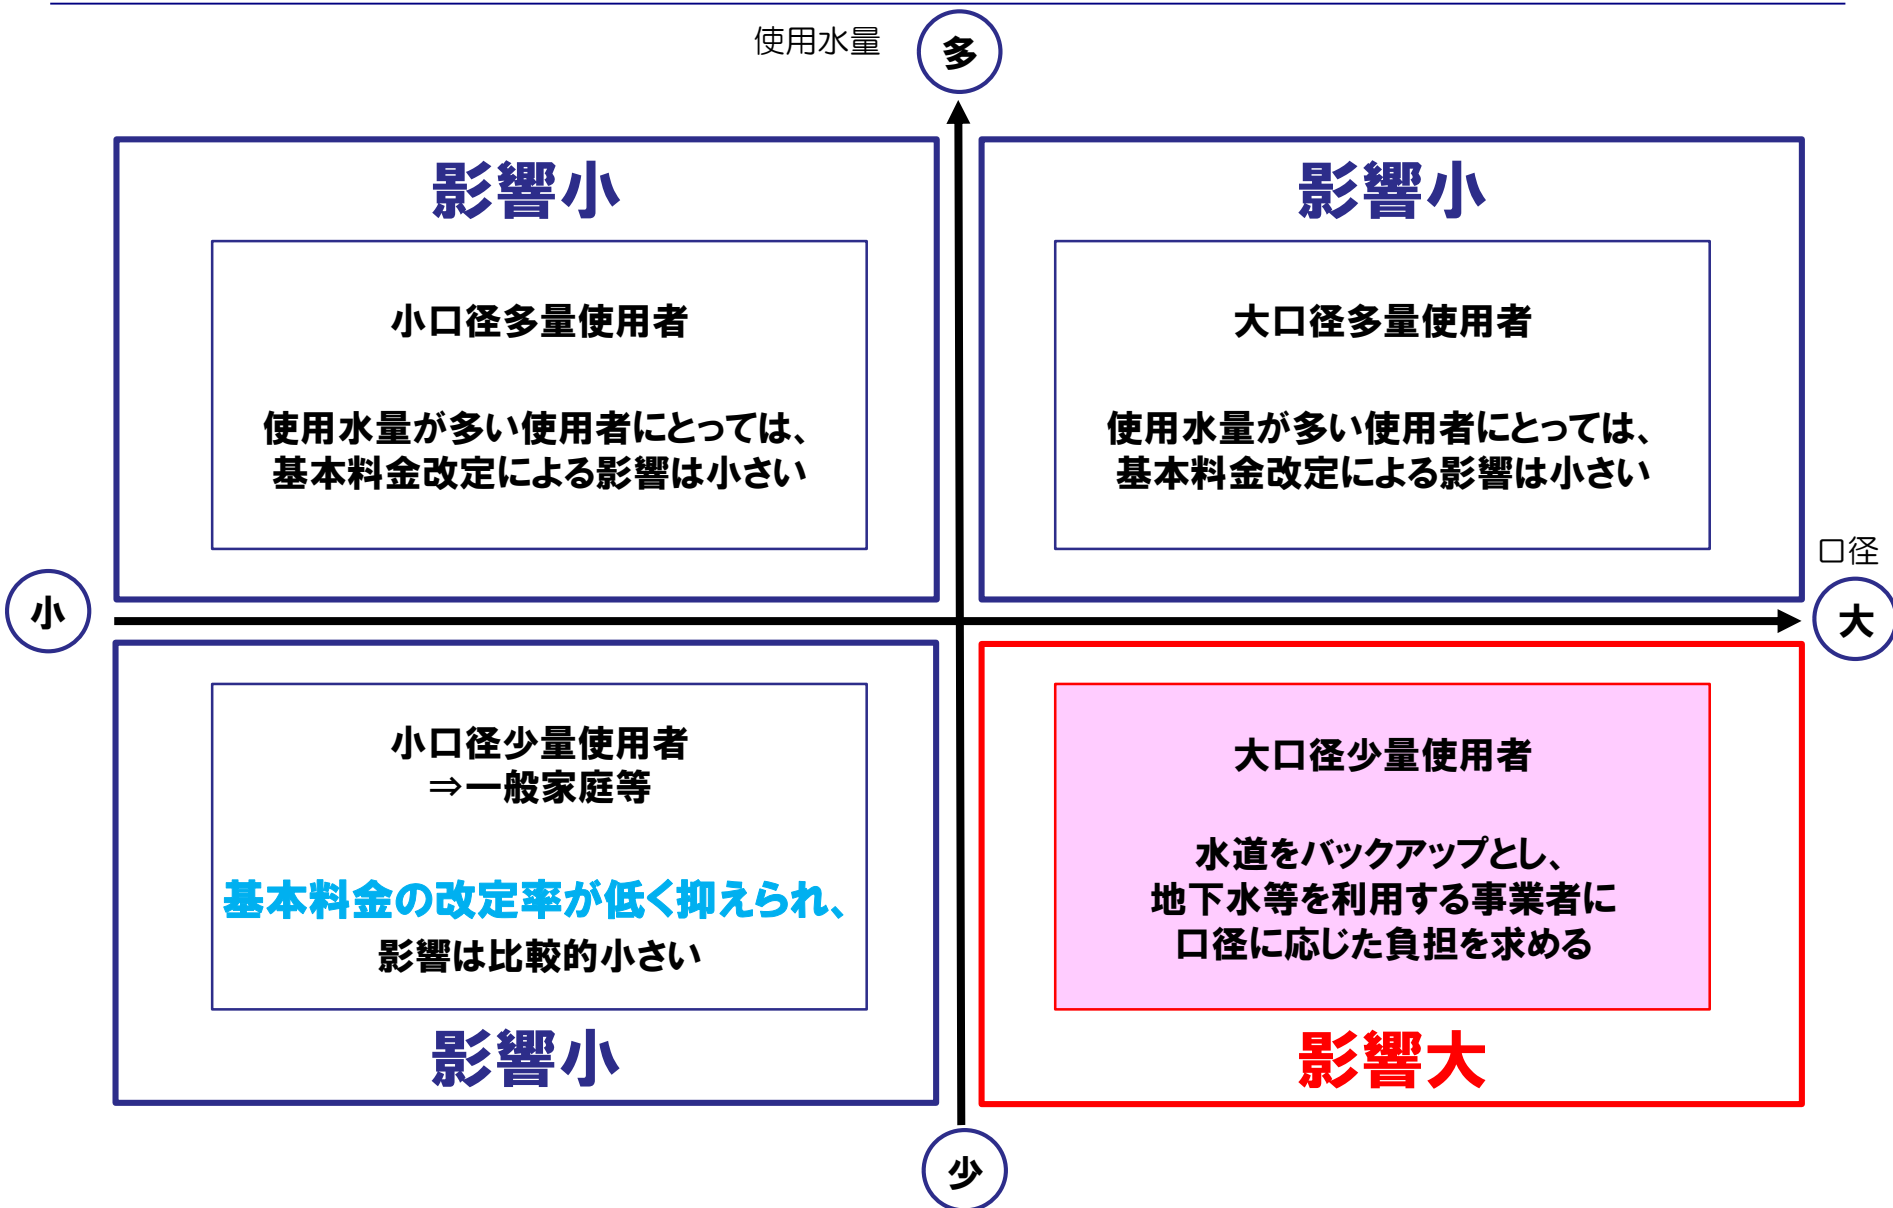 使用水量
多
影響小
小口径多量使用者
使用水量が多い使用者にとっては、
基本料金改定による影響は小さい
影響小
大口径多量使用者
使用水量が多い使用者にとっては、
基本料金改定による影響は小さい
口径
小
大
小口径少量使用者
⇒一般家庭等
基本料金の改定率が低く抑えられ、
影響は比較的小さい
影響小
大口径少量使用者
水道をバックアップとし、
地下水等を利用する事業者に
口径に応じた負担を求める
影響大
少